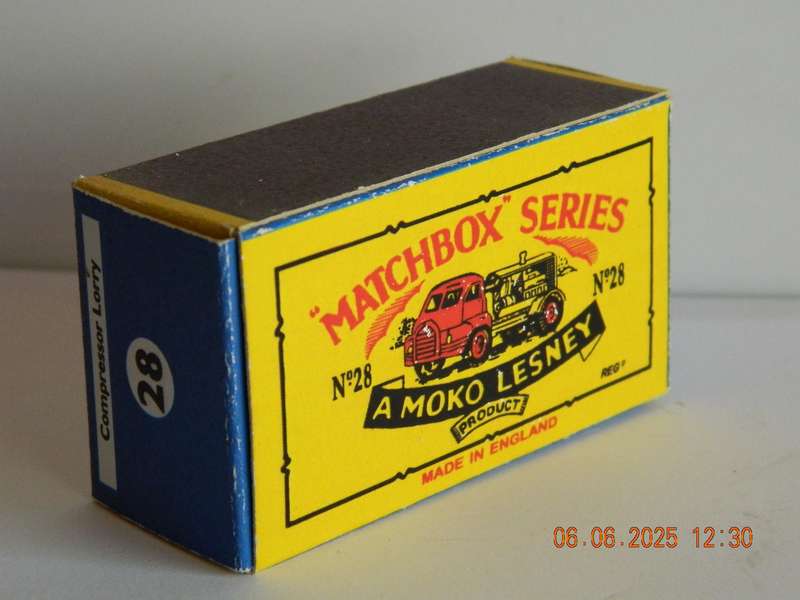 Compressor Lorry
28
"MATCHBOX" SERIES
Nº28
Nº28
A MOKO LESNEY
PRODUCT
REGD
MADE IN ENGLAND
06.06.2025 12:30